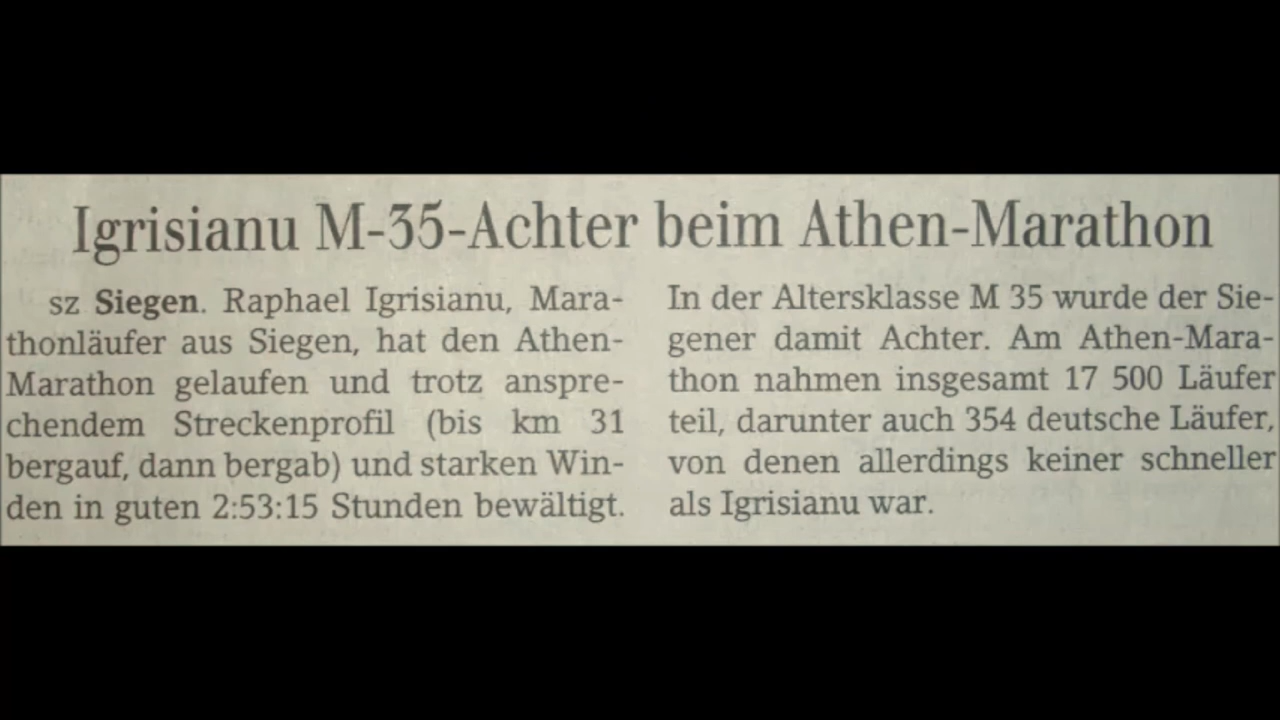 Igrisianu M-35-Achter beim Athen-Marathon
sz Siegen. Raphael Igrisianu, Mara-
thonläufer aus Siegen, hat den Athen-
Marathon gelaufen und trotz anspre-
chendem Streckenprofil (bis km 31
bergauf, dann bergab) und starken Win-
den in guten 2:53:15 Stunden bewältigt.
In der Altersklasse M 35 wurde der Sie-
gener damit Achter. Am Athen-Mara-
thon nahmen insgesamt 17 500 Läufer
teil, darunter auch 354 deutsche Läufer,
von denen allerdings keiner schneller
als Igrisianu war.